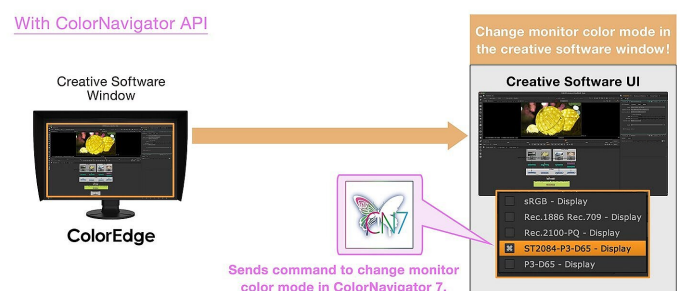 With ColorNavigator API
Change monitor color mode in
the creative software window!
Creative Software
Window
Creative Software UI
ColorEdge
CN7
sRGB - Display
Rec.1886 Rec.709 - Display
Rec.2100-PQ - Display
ST2084-P3-D65 - Display
P3-D65 - Display
Sends command to change monitor
color mode in ColorNavigator 7.